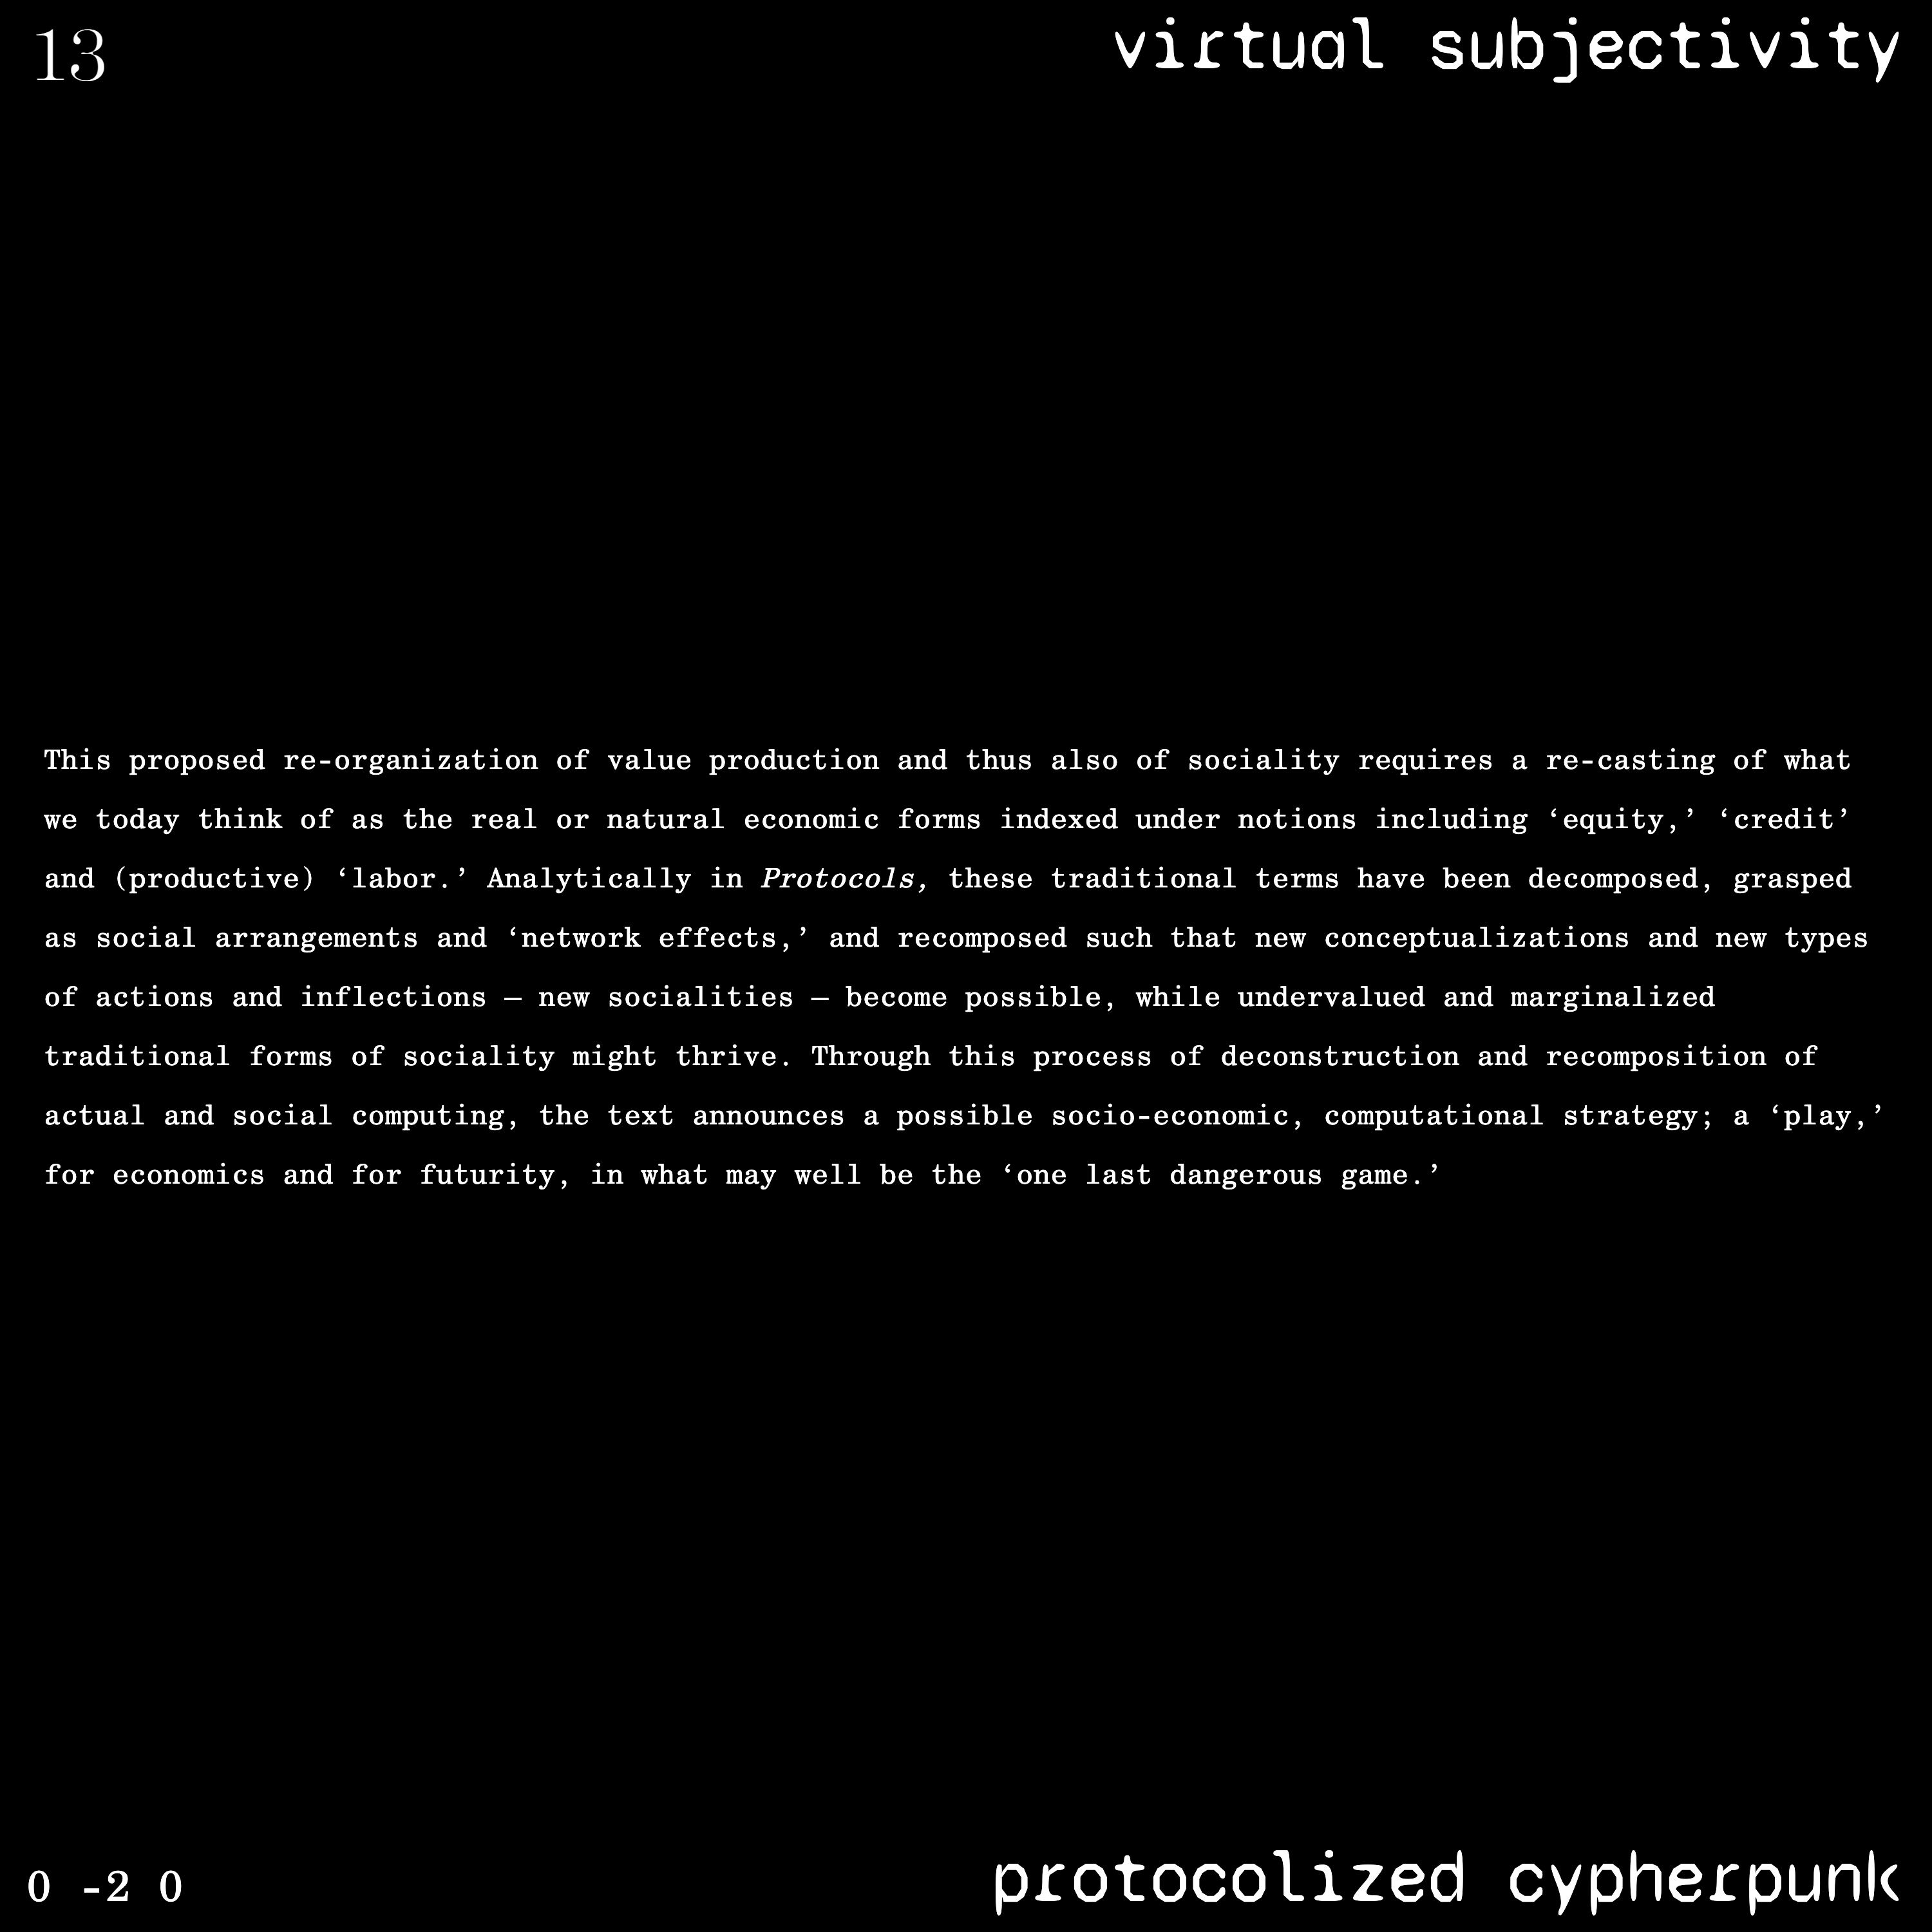 13
virtual subjectivity
This proposed re-organization of value production and thus also of sociality requires a re-casting of what
we today think of as the real or natural economic forms indexed under notions including ‘equity,’ ‘credit’
and (productive) ‘labor.’ Analytically in Protocols, these traditional terms have been decomposed, grasped
as social arrangements and ‘network effects,’ and recomposed such that new conceptualizations and new types
of actions and inflections – new socialities – become possible, while undervalued and marginalized
traditional forms of sociality might thrive. Through this process of deconstruction and recomposition of
actual and social computing, the text announces a possible socio-economic, computational strategy; a ‘play,’
for economics and for futurity, in what may well be the ‘one last dangerous game.’
0 -2 0
protocolized cypherpunk